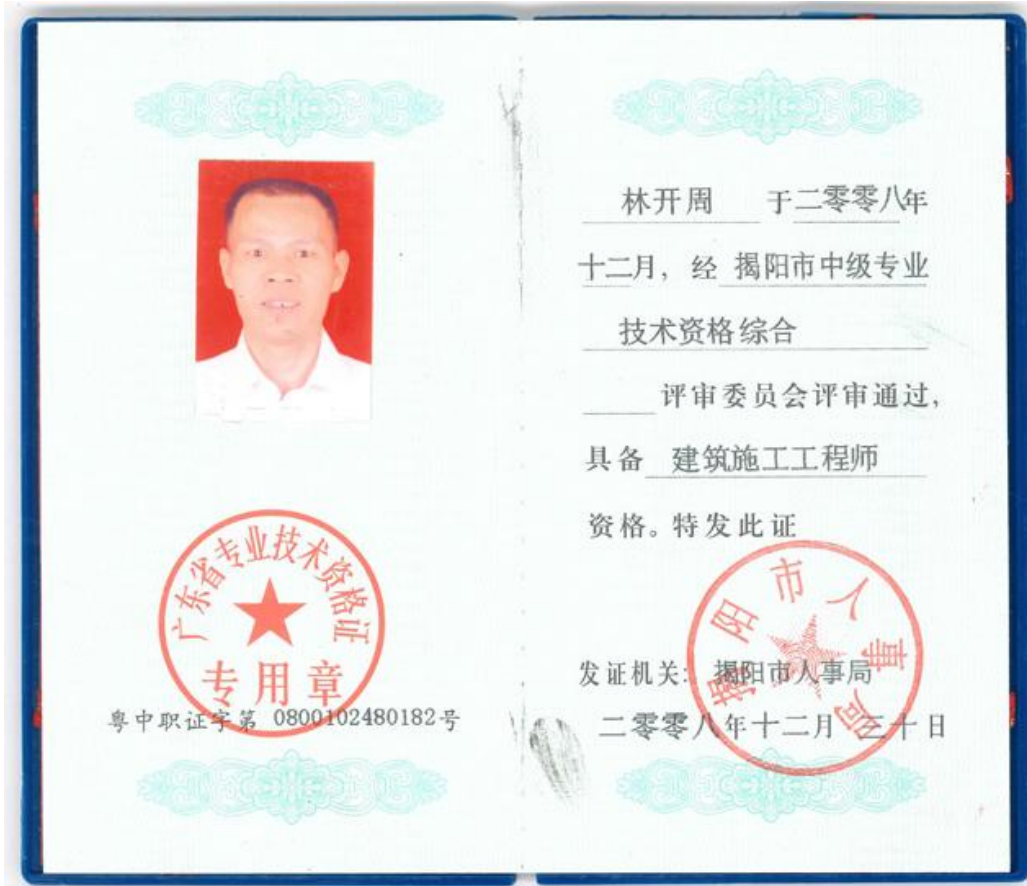 广东省专业技术资格证
专用章
粤中职证字第 0800102480182号
林开周 于二零零八年
十二月, 经 揭阳市中级专业
技术资格综合
评审委员会评审通过,
具备 建筑施工工程师
资格。特发此证
揭阳市人事局
发证机关: 揭阳市人事局
二零零八年十二月 三十日